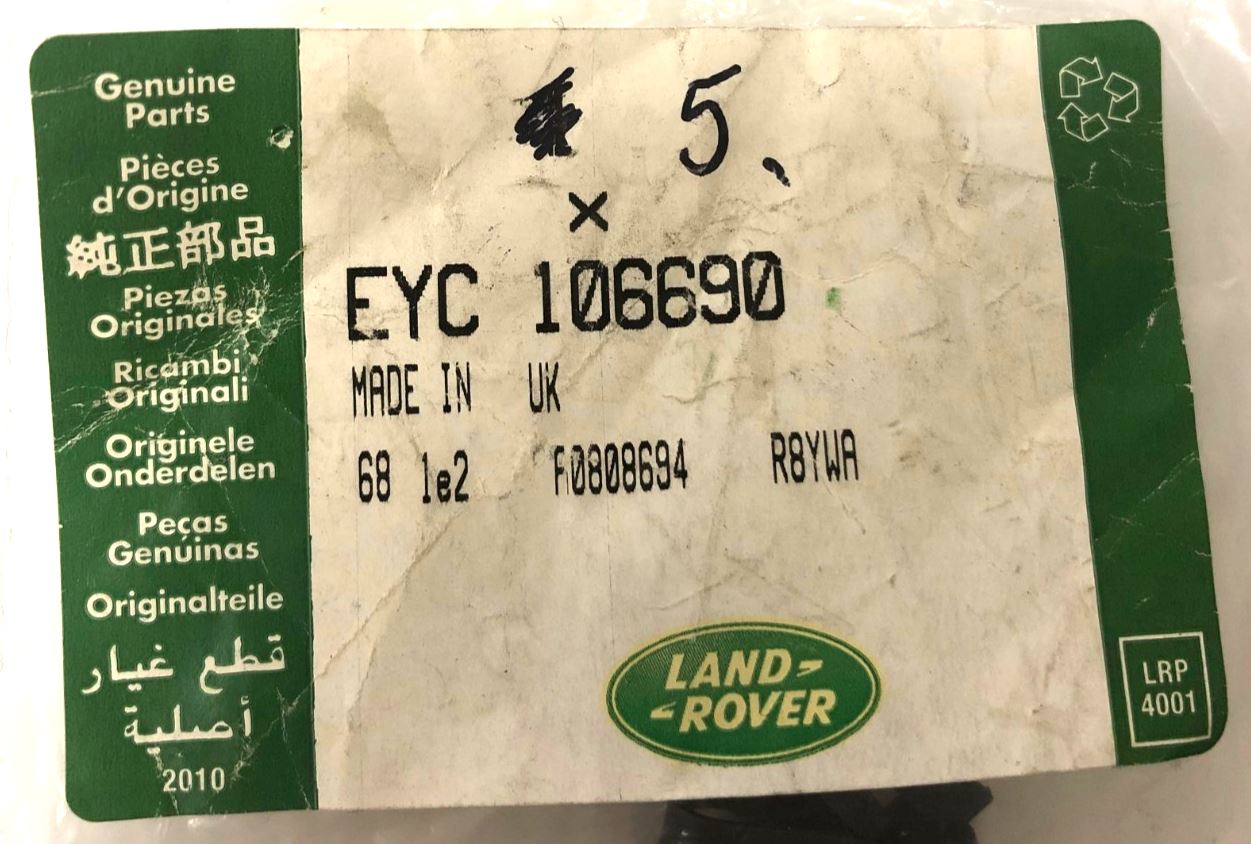 Genuine
Parts
Pièces
d'Origine
純正部品
Piezas
Originales
Ricambi
Originali
Originele
Onderdelen
Peças
Genúinas
Originalteile
قطع غيار
أصلية
2010
5.
×
EYC 106690
MADE IN UK
68 1e2 A0808694 R8YWA
LAND-
-ROVER
LRP
4001